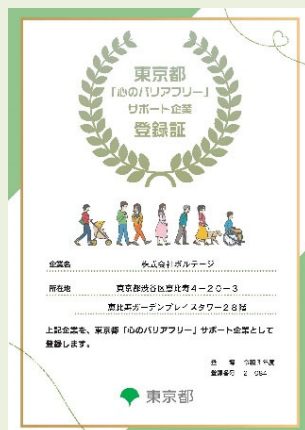 東京都
「心のバリアフリー」
サポート企業
登録証
企業名 株式会社ボルテージ
所在地 東京都渋谷区恵比寿4－20－3
恵比寿ガーデンプレイスタワー28階
上記企業を、東京都「心のバリアフリー」サポート企業として
登録します。
登録番号
東京都